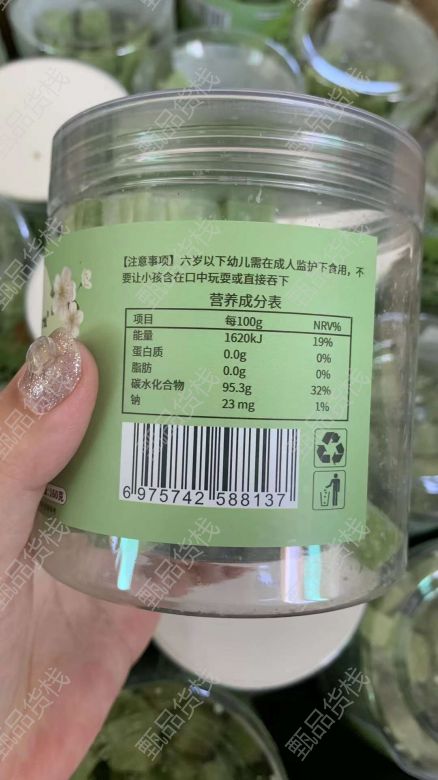 【注意事项】六岁以下幼儿需在成人监护下食用,不
要让小孩含在口中玩耍或直接吞下
营养成分表
项目 每100g NRV%
能量 1620kJ 19%
蛋白质 0.0g 0%
脂肪 0.0g 0%
碳水化合物 95.3g 32%
钠 23 mg 1%
6 975742 588137
160克
甄品货栈